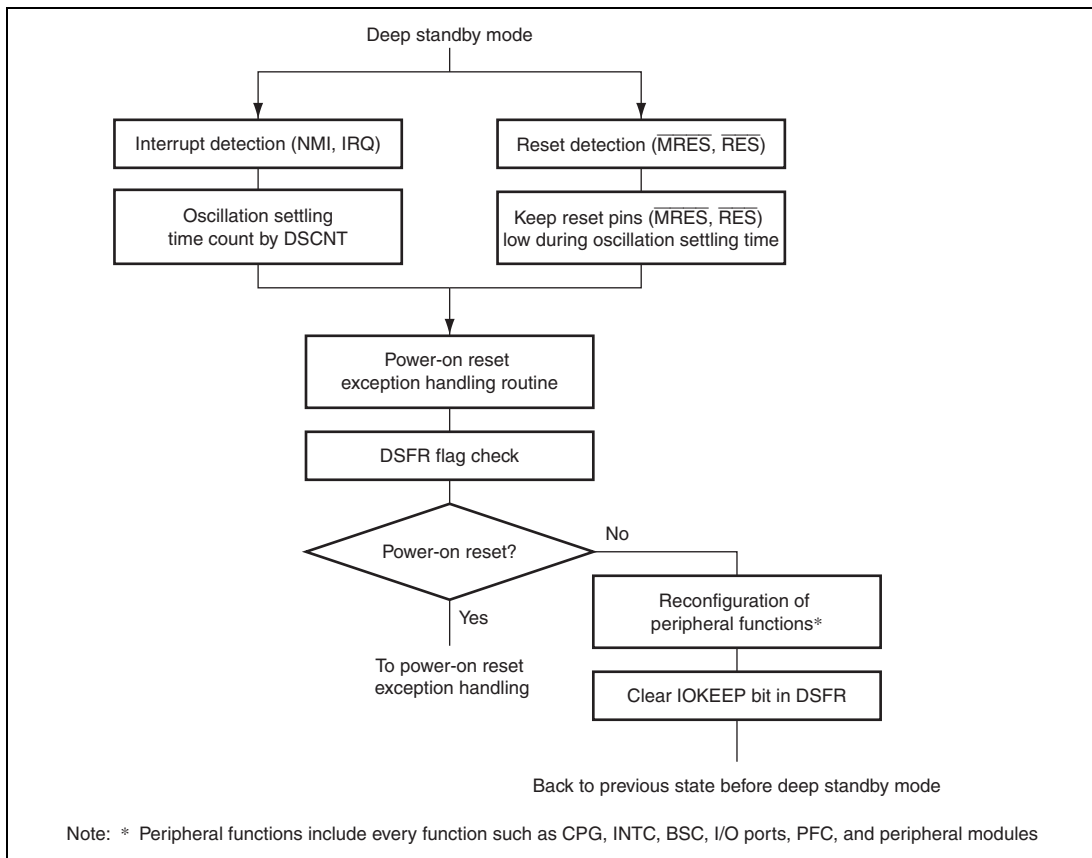 Deep standby mode
Interrupt detection (NMI, IRQ)
Reset detection (M̅R̅E̅S̅, R̅E̅S̅)
Oscillation settling
time count by DSCNT
Keep reset pins (M̅R̅E̅S̅, R̅E̅S̅)
low during oscillation settling time
Power-on reset
exception handling routine
DSFR flag check
Power-on reset?
No
Yes
To power-on reset
exception handling
Reconfiguration of
peripheral functions*
Clear IOKEEP bit in DSFR
Back to previous state before deep standby mode
Note: * Peripheral functions include every function such as CPG, INTC, BSC, I/O ports, PFC, and peripheral modules